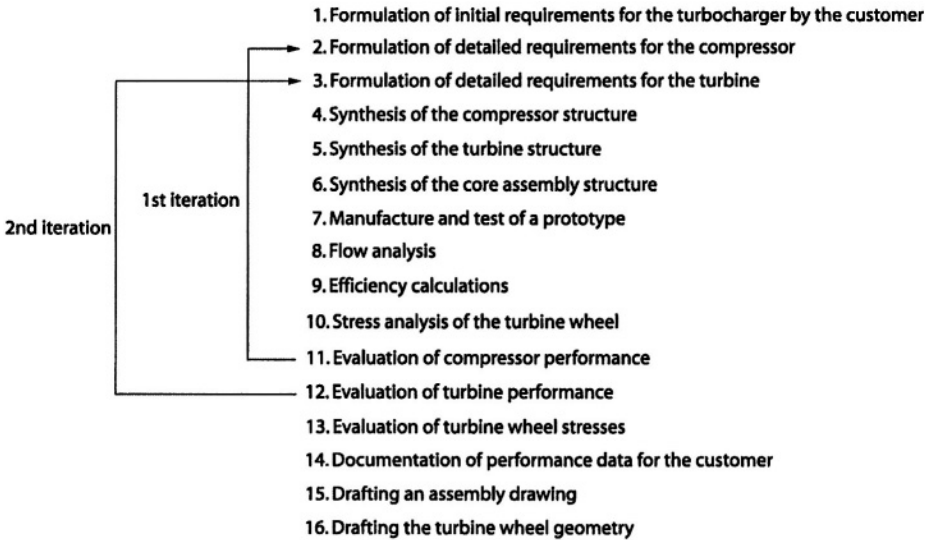 1. Formulation of initial requirements for the turbocharger by the customer
2. Formulation of detailed requirements for the compressor
3. Formulation of detailed requirements for the turbine
4. Synthesis of the compressor structure
5. Synthesis of the turbine structure
6. Synthesis of the core assembly structure
1st iteration
7. Manufacture and test of a prototype
2nd iteration
8. Flow analysis
9. Efficiency calculations
10. Stress analysis of the turbine wheel
11. Evaluation of compressor performance
12. Evaluation of turbine performance
13. Evaluation of turbine wheel stresses
14. Documentation of performance data for the customer
15. Drafting an assembly drawing
16. Drafting the turbine wheel geometry